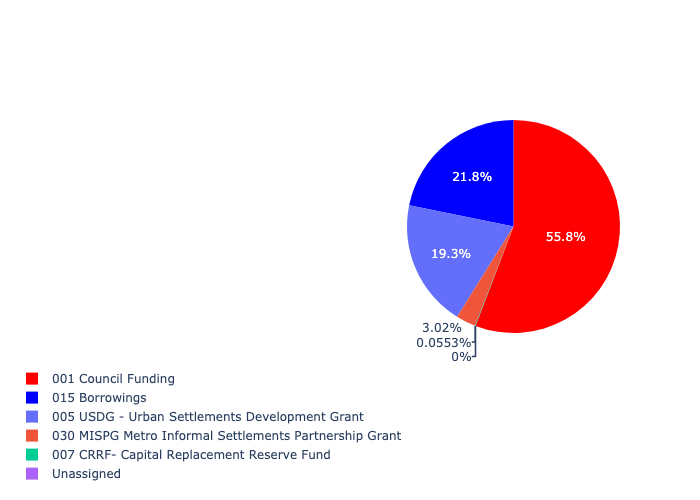 21.8%
55.8%
19.3%
3.02%
0.0553%
0%
001 Council Funding
015 Borrowings
005 USDG - Urban Settlements Development Grant
030 MISPG Metro Informal Settlements Partnership Grant
007 CRRF- Capital Replacement Reserve Fund
Unassigned